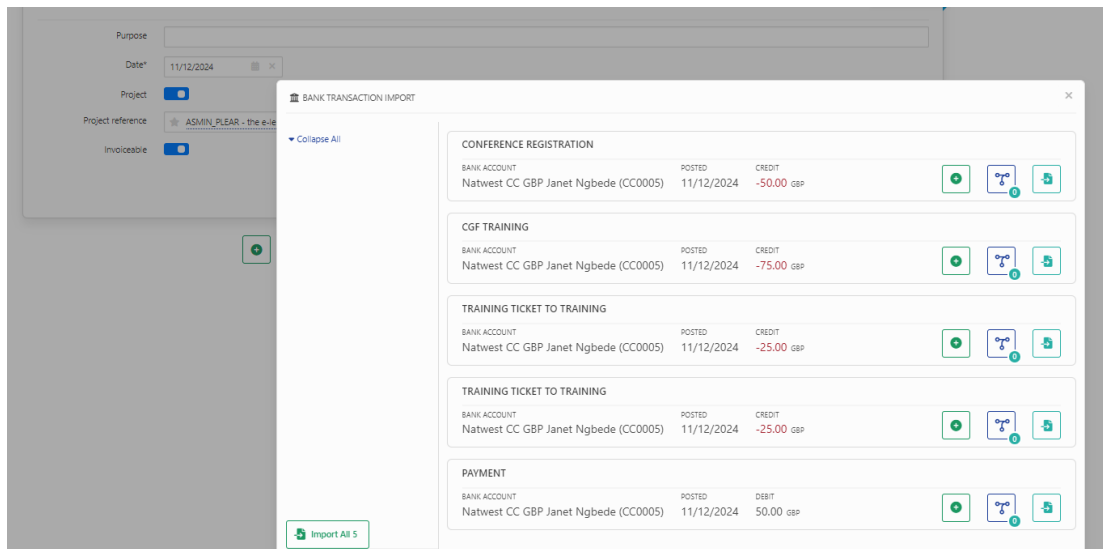 Purpose
Date* 11/12/2024
Project
Project reference ASMIN_PLEAR - the e-le
Invoiceable
BANK TRANSACTION IMPORT
Collapse All
CONFERENCE REGISTRATION
BANK ACCOUNT POSTED CREDIT
Natwest CC GBP Janet Ngbede (CC0005) 11/12/2024 -50.00 GBP
0
CGF TRAINING
BANK ACCOUNT POSTED CREDIT
Natwest CC GBP Janet Ngbede (CC0005) 11/12/2024 -75.00 GBP
0
TRAINING TICKET TO TRAINING
BANK ACCOUNT POSTED CREDIT
Natwest CC GBP Janet Ngbede (CC0005) 11/12/2024 -25.00 GBP
0
TRAINING TICKET TO TRAINING
BANK ACCOUNT POSTED CREDIT
Natwest CC GBP Janet Ngbede (CC0005) 11/12/2024 -25.00 GBP
0
PAYMENT
BANK ACCOUNT POSTED DEBIT
Natwest CC GBP Janet Ngbede (CC0005) 11/12/2024 50.00 GBP
0
Import All 5